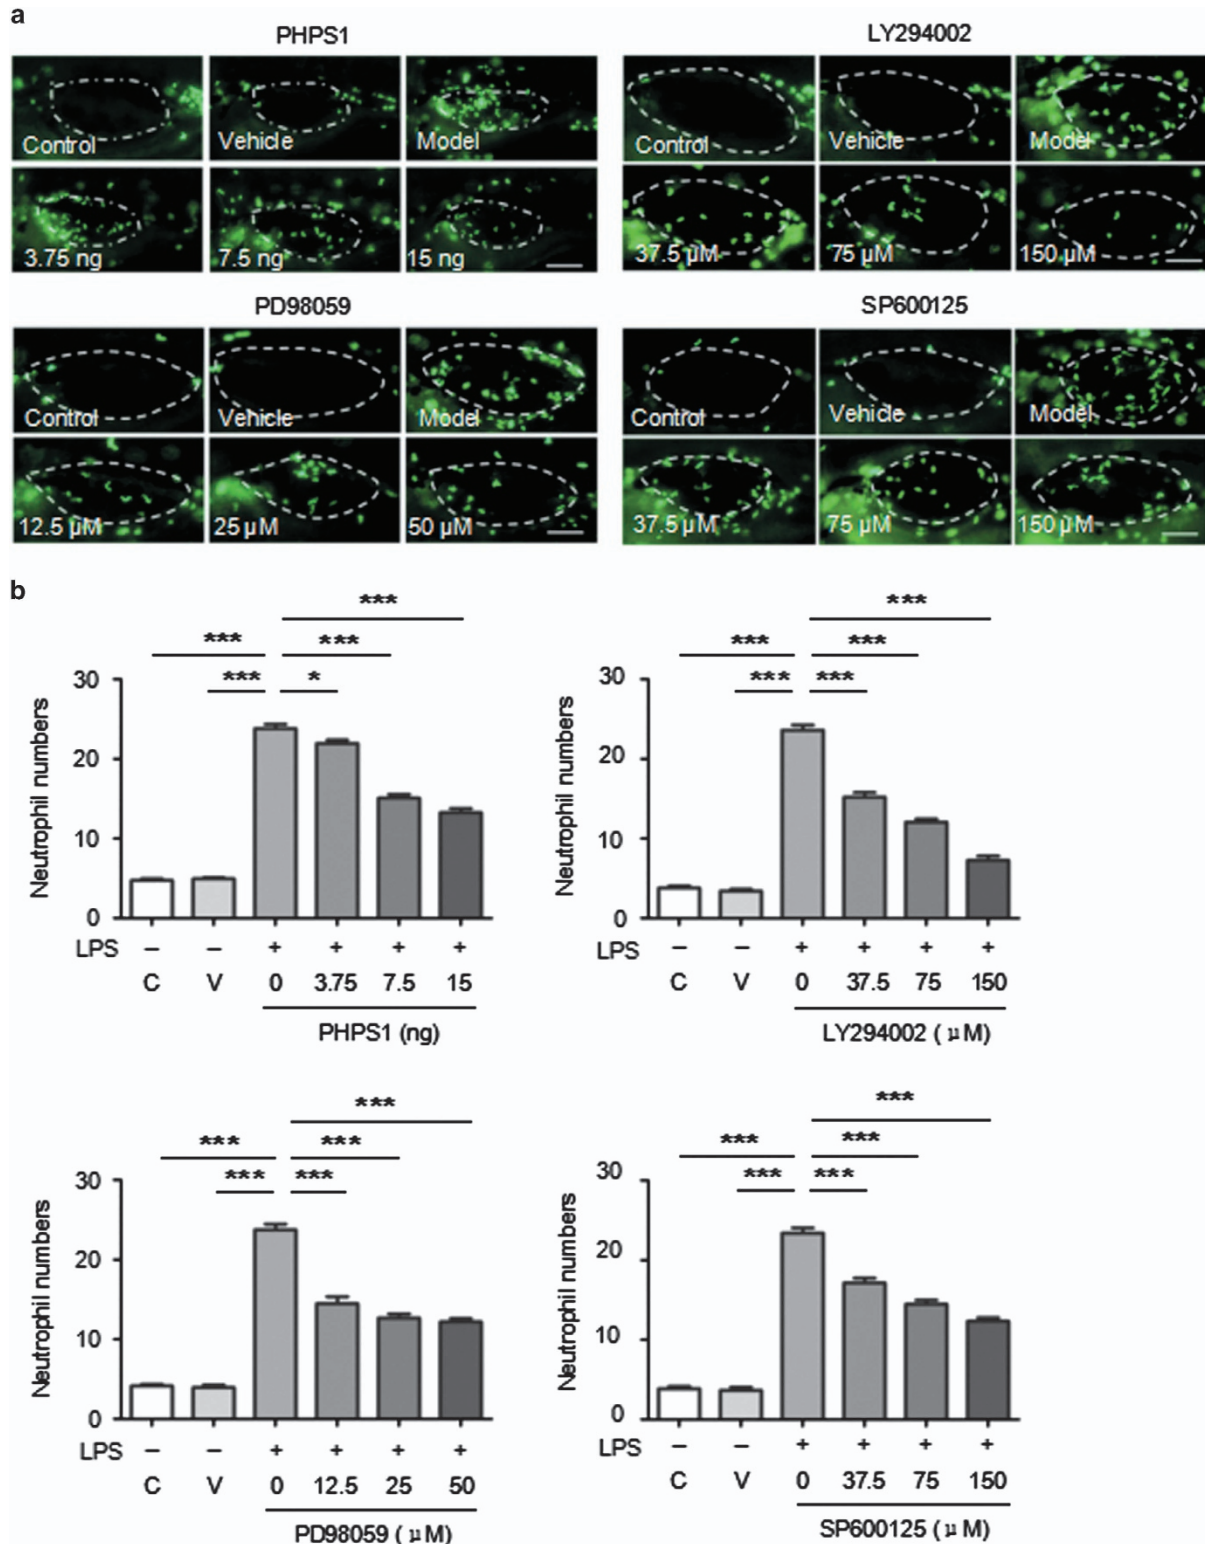 a
PHPS1
Control
Vehicle
Model
3.75 ng
7.5 ng
15 ng
LY294002
Control
Vehicle
Model
37.5 µM
75 µM
150 µM
PD98059
Control
Vehicle
Model
12.5 µM
25 µM
50 µM
SP600125
Control
Vehicle
Model
37.5 µM
75 µM
150 µM
b
***
*** ***
*** *
Neutrophil numbers
30
20
10
0
LPS – – + + + +
C V 0 3.75 7.5 15
PHPS1 (ng)
***
*** ***
*** ***
Neutrophil numbers
30
20
10
0
LPS – – + + + +
C V 0 37.5 75 150
LY294002 ( µM)
***
*** ***
*** ***
Neutrophil numbers
30
20
10
0
LPS – – + + + +
C V 0 12.5 25 50
PD98059 ( µM)
***
*** ***
*** ***
Neutrophil numbers
30
20
10
0
LPS – – + + + +
C V 0 37.5 75 150
SP600125 ( µM)